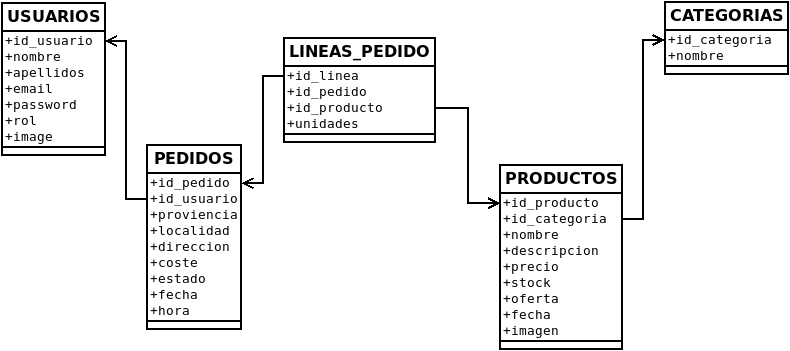 USUARIOS
+id_usuario
+nombre
+apellidos
+email
+password
+rol
+image
PEDIDOS
+id_pedido
+id_usuario
+proviencia
+localidad
+direccion
+coste
+estado
+fecha
+hora
LINEAS_PEDIDO
+id_linea
+id_pedido
+id_producto
+unidades
PRODUCTOS
+id_producto
+id_categoria
+nombre
+descripcion
+precio
+stock
+oferta
+fecha
+imagen
CATEGORIAS
+id_categoria
+nombre